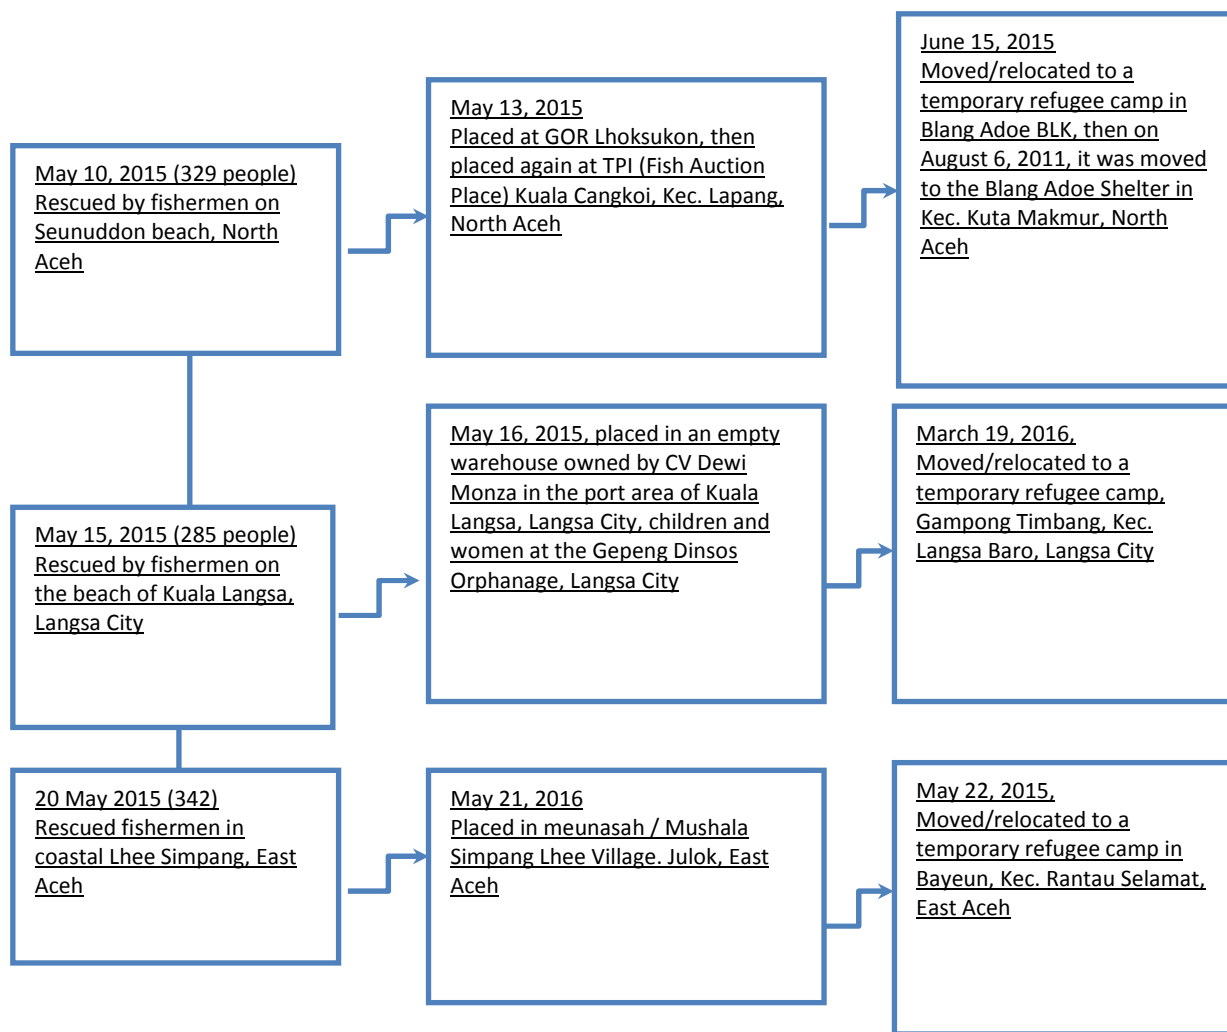 May 10, 2015 (329 people)
Rescued by fishermen on
Seunuddon beach, North
Aceh
May 13, 2015
Placed at GOR Lhoksukon, then
placed again at TPI (Fish Auction
Place) Kuala Cangkoi, Kec. Lapang,
North Aceh
June 15, 2015
Moved/relocated to a
temporary refugee camp in
Blang Adoe BLK, then on
August 6, 2011, it was moved
to the Blang Adoe Shelter in
Kec. Kuta Makmur, North
Aceh
May 15, 2015 (285 people)
Rescued by fishermen on
the beach of Kuala Langsa,
Langsa City
May 16, 2015, placed in an empty
warehouse owned by CV Dewi
Monza in the port area of Kuala
Langsa, Langsa City, children and
women at the Gepeng Dinsos
Orphanage, Langsa City
March 19, 2016,
Moved/relocated to a
temporary refugee camp,
Gampong Timbang, Kec.
Langsa Baro, Langsa City
20 May 2015 (342)
Rescued fishermen in
coastal Lhee Simpang, East
Aceh
May 21, 2016
Placed in meunasah / Mushala
Simpang Lhee Village. Julok, East
Aceh
May 22, 2015,
Moved/relocated to a
temporary refugee camp in
Bayeun, Kec. Rantau Selamat,
East Aceh